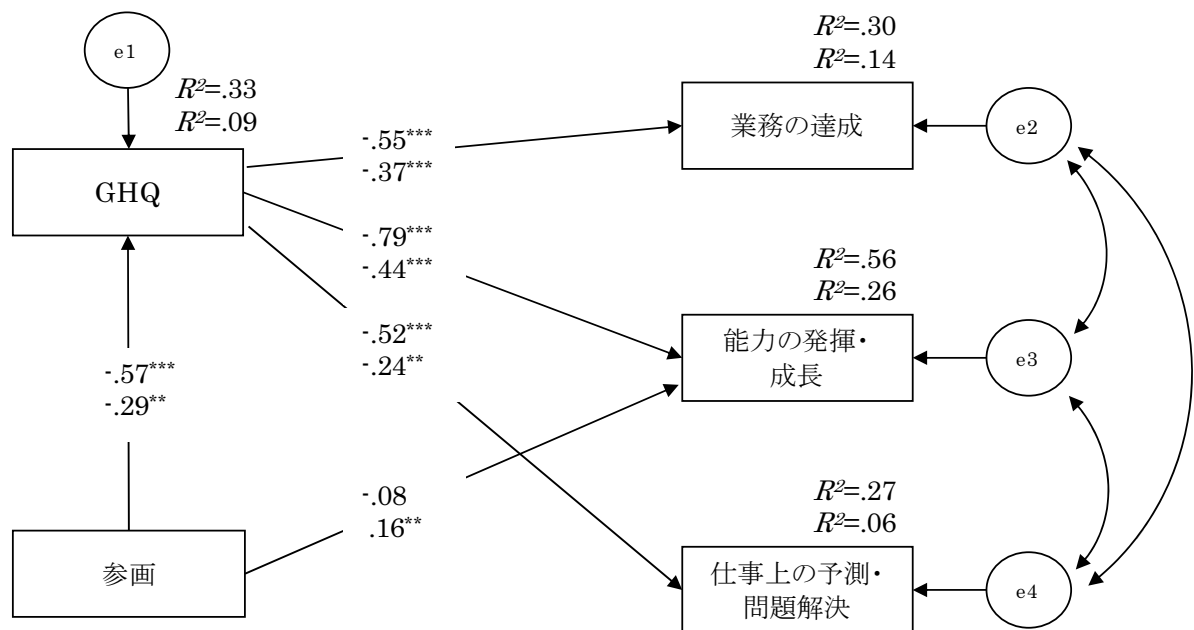 e1
R²=.33
R²=.09
GHQ
-.57***
-.29**
参画
-.55***
-.37***
-.79***
-.44***
-.52***
-.24**
-.08
.16**
R²=.30
R²=.14
業務の達成
e2
R²=.56
R²=.26
能力の発揮・
成長
e3
R²=.27
R²=.06
仕事上の予測・
問題解決
e4